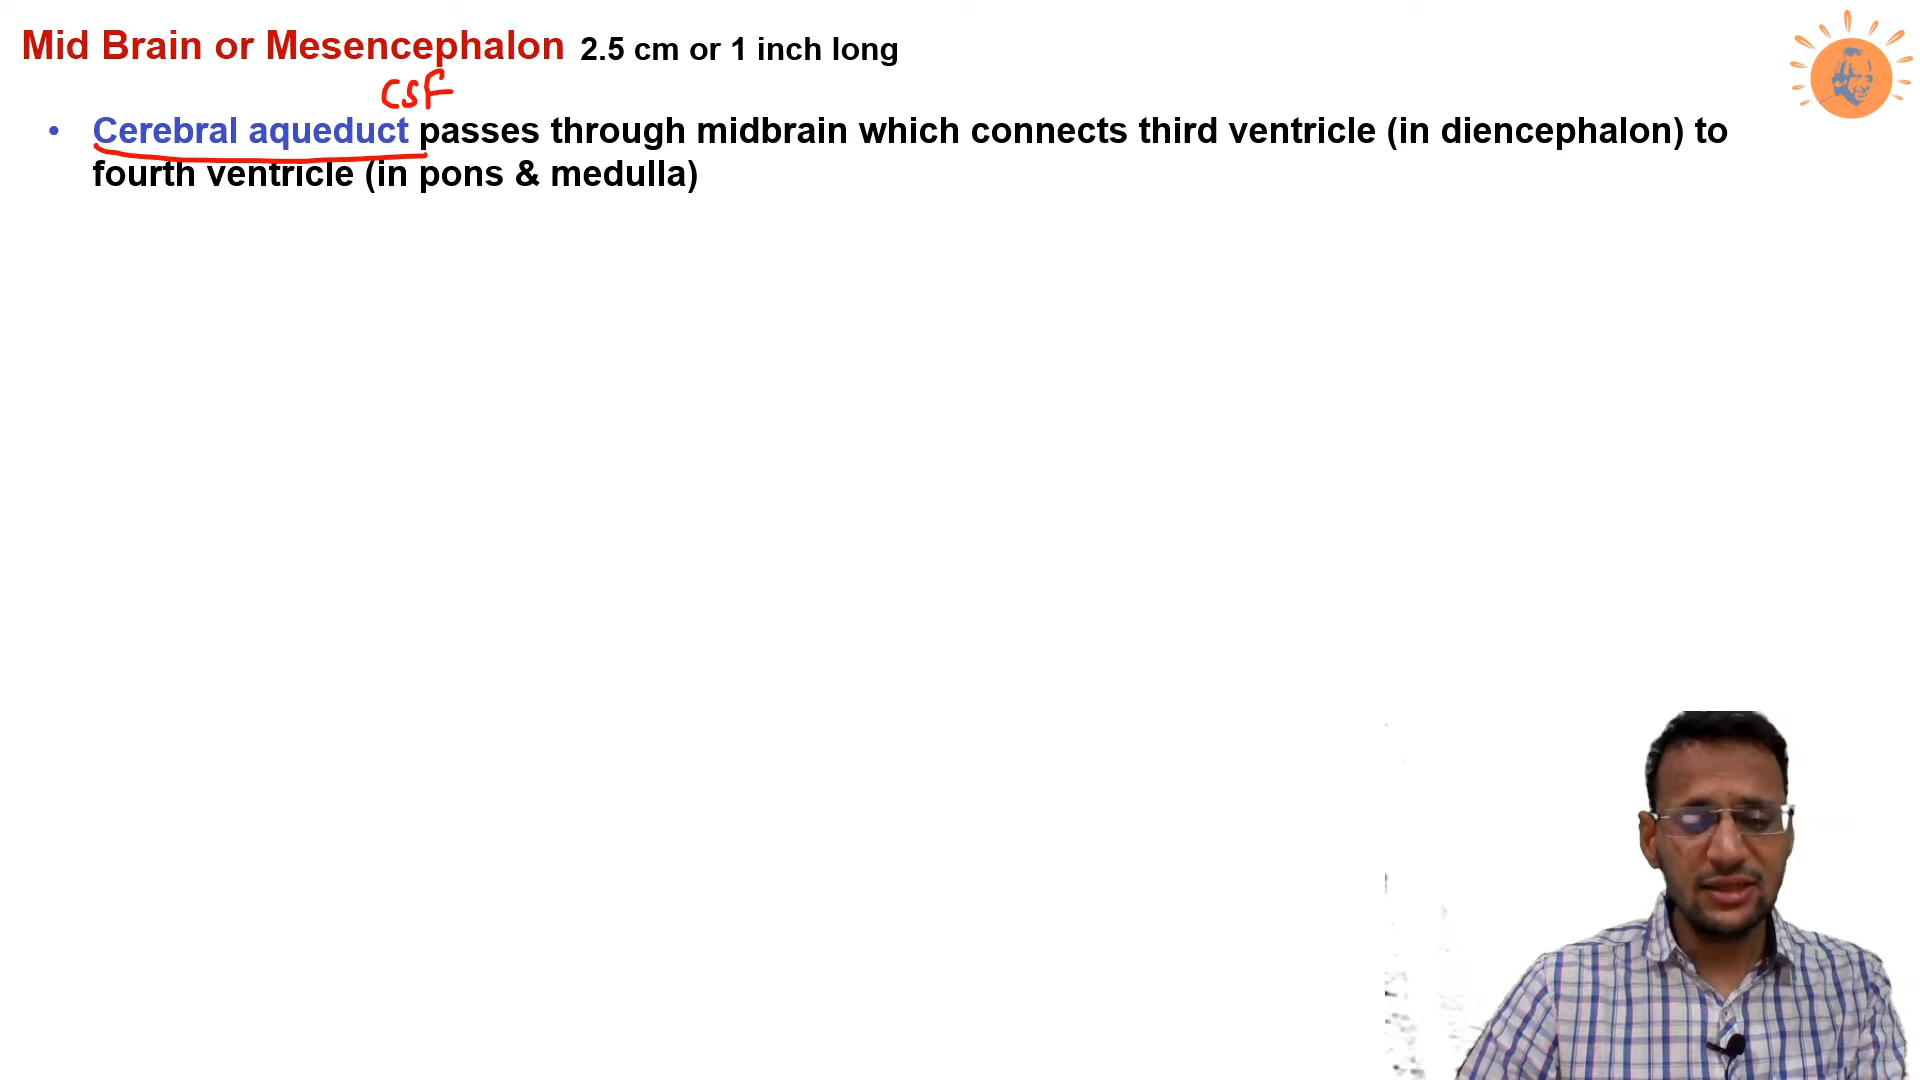 Mid Brain or Mesencephalon 2.5 cm or 1 inch long
CSF
• Cerebral aqueduct passes through midbrain which connects third ventricle (in diencephalon) to
fourth ventricle (in pons & medulla)